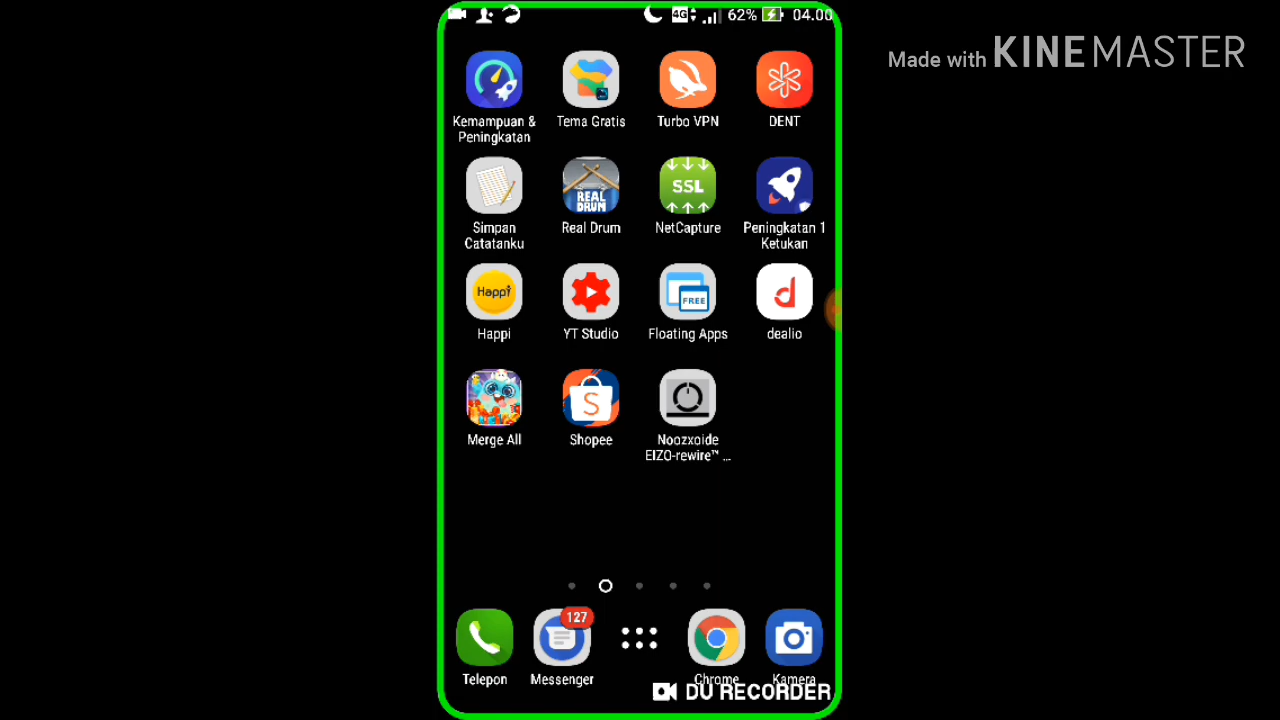 4G 62% 04.00
Made with KINEMASTER
Kemampuan & Peningkatan
Tema Gratis
Turbo VPN
DENT
REAL DRUM
SSL
Simpan Catatanku
Real Drum
NetCapture
Peningkatan 1 Ketukan
Happi
FREE
d
Happi
YT Studio
Floating Apps
dealio
S
Merge All
Shopee
Noozxoide EIZO-rewire™ ...
127
Telepon
Messenger
Chrome
Kamera
DU RECORDER